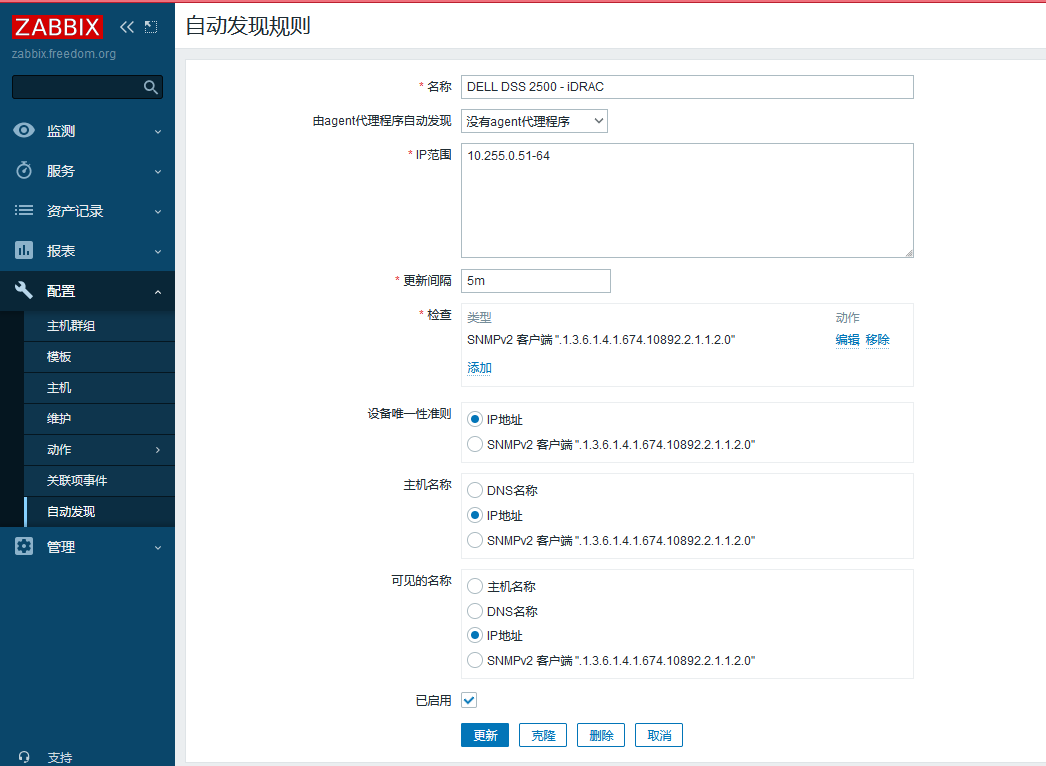 ZABBIX
zabbix.freedom.org
监测
服务
资产记录
报表
配置
主机群组
模板
主机
维护
动作
关联项事件
自动发现
管理
支持
自动发现规则
* 名称 DELL DSS 2500 - iDRAC
由agent代理程序自动发现 没有agent代理程序
* IP范围 10.255.0.51-64
* 更新间隔 5m
* 检查 类型 动作
SNMPv2 客户端 ".1.3.6.1.4.1.674.10892.2.1.1.2.0" 编辑 移除
添加
设备唯一性准则 IP地址
SNMPv2 客户端 ".1.3.6.1.4.1.674.10892.2.1.1.2.0"
主机名称 DNS名称
IP地址
SNMPv2 客户端 ".1.3.6.1.4.1.674.10892.2.1.1.2.0"
可见的名称 主机名称
DNS名称
IP地址
SNMPv2 客户端 ".1.3.6.1.4.1.674.10892.2.1.1.2.0"
已启用
更新 克隆 删除 取消